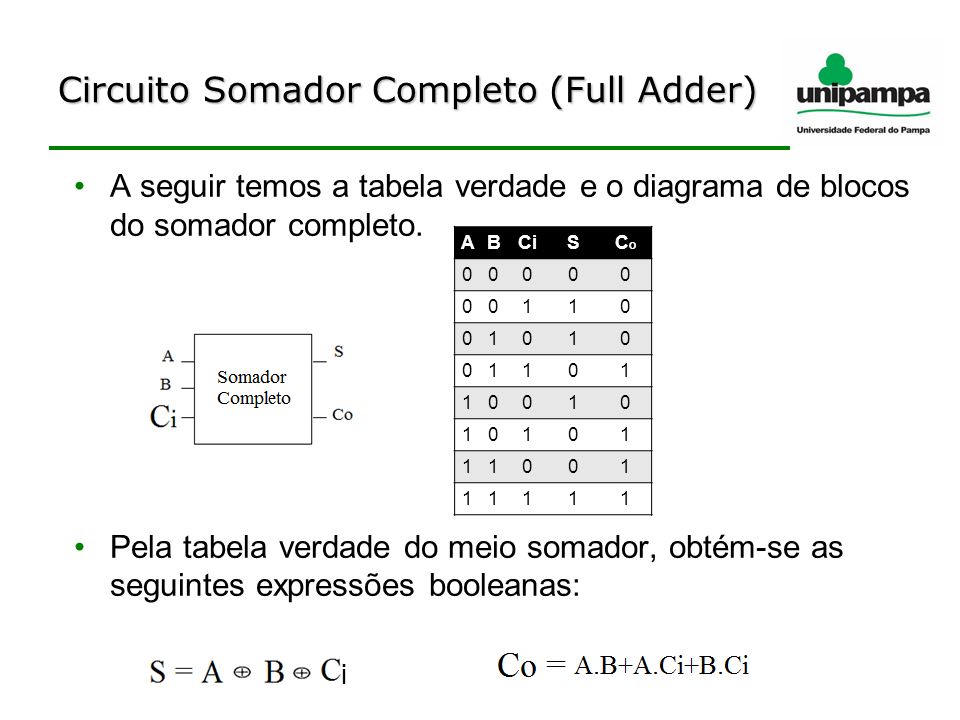 Circuito Somador Completo (Full Adder)
unipampa
Universidade Federal do Pampa
• A seguir temos a tabela verdade e o diagrama de blocos
do somador completo.
A B Ci S Co
0 0 0 0 0
0 0 1 1 0
0 1 0 1 0
0 1 1 0 1
1 0 0 1 0
1 0 1 0 1
1 1 0 0 1
1 1 1 1 1
A
B
Ci
Somador
Completo
S
Co
• Pela tabela verdade do meio somador, obtém-se as
seguintes expressões booleanas:
S = A ⊕ B ⊕ Ci
Co = A.B+A.Ci+B.Ci